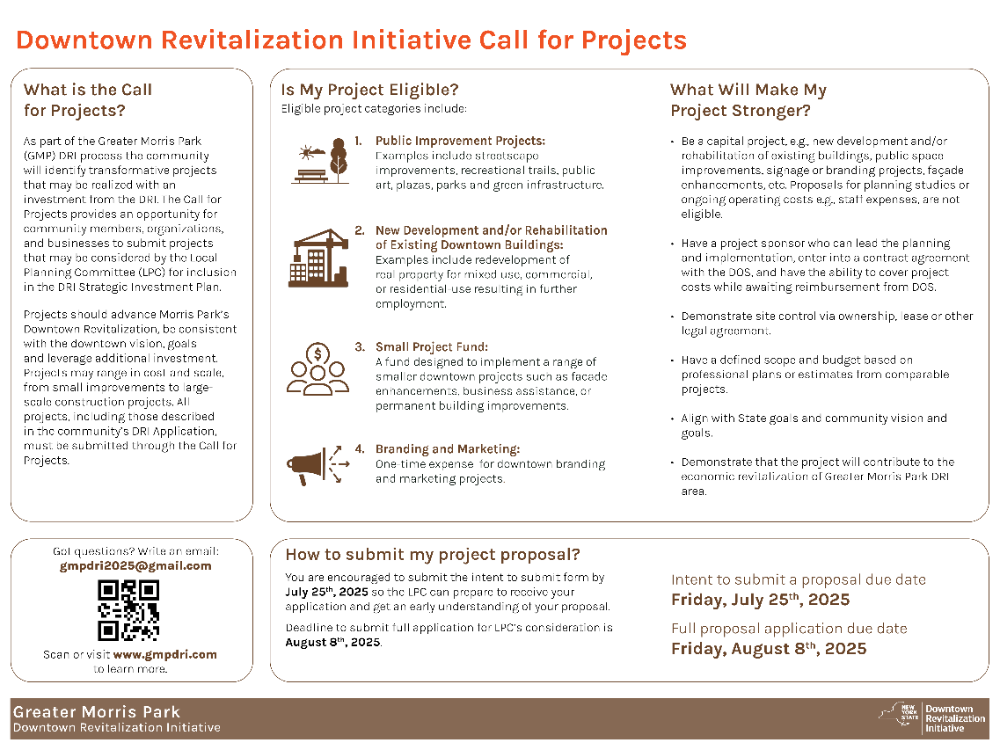 Downtown Revitalization Initiative Call for Projects
What is the Call
for Projects?
As part of the Greater Morris Park
(GMP) DRI process the community
will identify transformative projects
that may be realized with an
investment from the DRI. The Call for
Projects provides an opportunity for
community members, organizations,
and businesses to submit projects
that may be considered by the Local
Planning Committee (LPC) for inclusion
in the DRI Strategic Investment Plan.
Projects should advance Morris Park's
Downtown Revitalization, be consistent
with the downtown vision, goals
and leverage additional investment.
Projects may range in cost and scale,
from small improvements to large-
scale construction projects. All
projects, including those described
in the community's DRI Application,
must be submitted through the Call for
Projects.
Is My Project Eligible?
Eligible project categories include:
1. Public Improvement Projects:
Examples include streetscape
improvements, recreational trails, public
art, plazas, parks and green infrastructure.
2. New Development and/or Rehabilitation
of Existing Downtown Buildings:
Examples include redevelopment of
real property for mixed use, commercial,
or residential-use resulting in further
employment.
$
3. Small Project Fund:
A fund designed to implement a range of
smaller downtown projects such as facade
enhancements, business assistance, or
permanent building improvements.
4. Branding and Marketing:
One-time expense for downtown branding
and marketing projects.
What Will Make My
Project Stronger?
• Be a capital project, e.g., new development and/or
rehabilitation of existing buildings, public space
improvements, signage or branding projects, façade
enhancements, etc. Proposals for planning studies or
ongoing operating costs e.g., staff expenses, are not
eligible.
• Have a project sponsor who can lead the planning
and implementation, enter into a contract agreement
with the DOS, and have the ability to cover project
costs while awaiting reimbursement from DOS.
• Demonstrate site control via ownership, lease or other
legal agreement.
• Have a defined scope and budget based on
professional plans or estimates from comparable
projects.
• Align with State goals and community vision and
goals.
• Demonstrate that the project will contribute to the
economic revitalization of Greater Morris Park DRI
area.
Got questions? Write an email:
gmpdri2025@gmail.com
Scan or visit www.gmpdri.com
to learn more.
How to submit my project proposal?
You are encouraged to submit the intent to submit form by
July 25th, 2025 so the LPC can prepare to receive your
application and get an early understanding of your proposal.
Deadline to submit full application for LPC's consideration is
August 8th, 2025.
Intent to submit a proposal due date
Friday, July 25th, 2025
Full proposal application due date
Friday, August 8th, 2025
Greater Morris Park
Downtown Revitalization Initiative
NEW
YORK
STATE
Downtown
Revitalization
Initiative